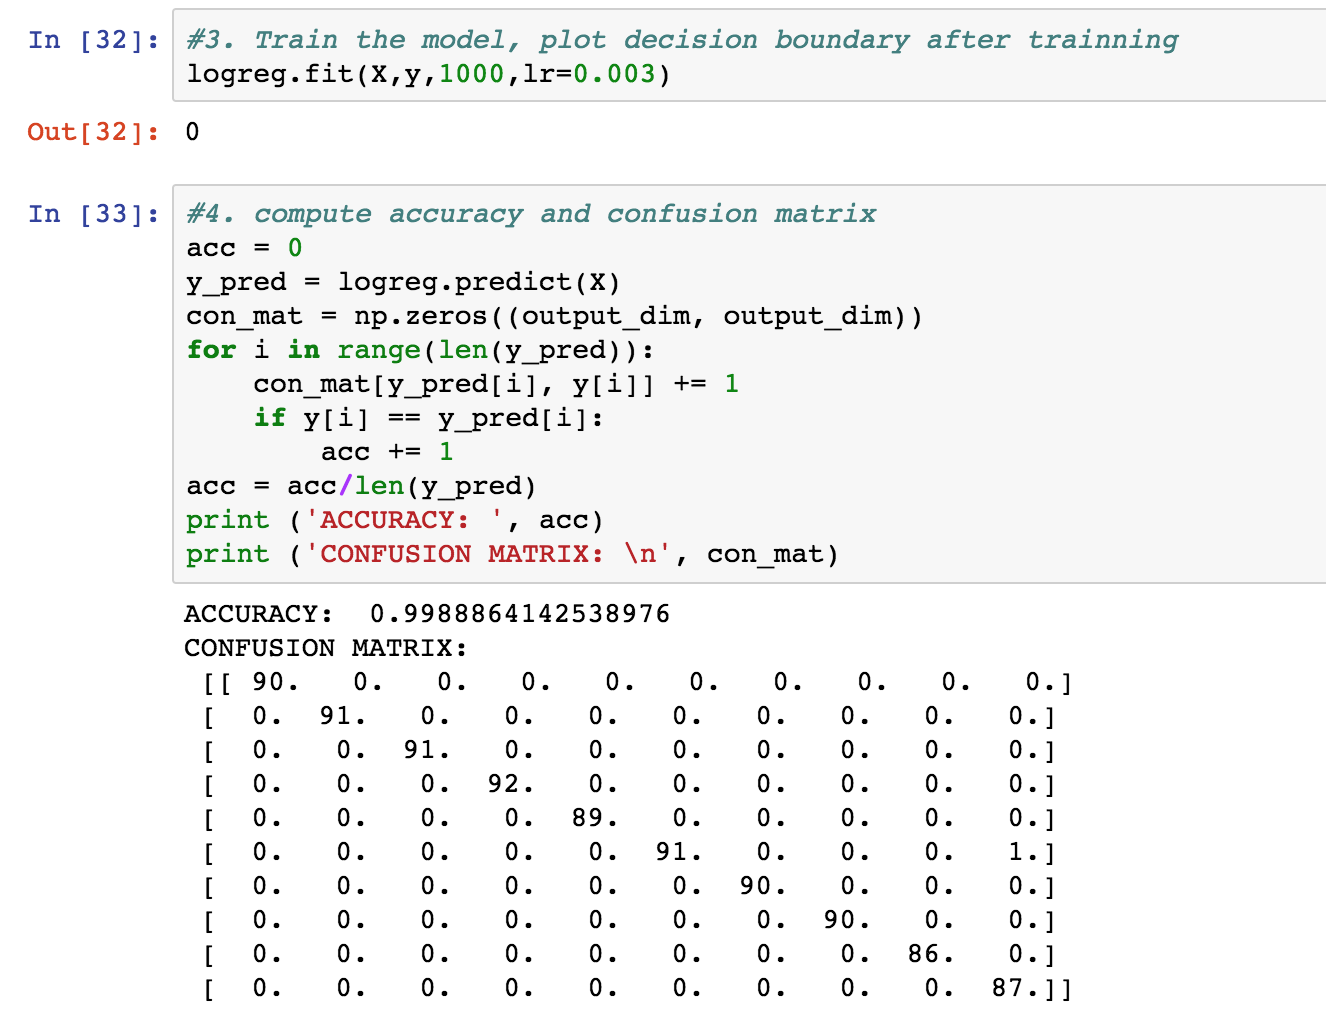 In [32]: #3. Train the model, plot decision boundary after trainning
logreg.fit(X,y,1000,lr=0.003)
Out[32]: 0
In [33]: #4. compute accuracy and confusion matrix
acc = 0
y_pred = logreg.predict(X)
con_mat = np.zeros((output_dim, output_dim))
for i in range(len(y_pred)):
    con_mat[y_pred[i], y[i]] += 1
    if y[i] == y_pred[i]:
        acc += 1
acc = acc/len(y_pred)
print ('ACCURACY: ', acc)
print ('CONFUSION MATRIX: \n', con_mat)
ACCURACY:  0.9988864142538976
CONFUSION MATRIX:
 [[ 90.   0.   0.   0.   0.   0.   0.   0.   0.   0.]
 [  0.  91.   0.   0.   0.   0.   0.   0.   0.   0.]
 [  0.   0.  91.   0.   0.   0.   0.   0.   0.   0.]
 [  0.   0.   0.  92.   0.   0.   0.   0.   0.   0.]
 [  0.   0.   0.   0.  89.   0.   0.   0.   0.   0.]
 [  0.   0.   0.   0.   0.  91.   0.   0.   0.   1.]
 [  0.   0.   0.   0.   0.   0.  90.   0.   0.   0.]
 [  0.   0.   0.   0.   0.   0.   0.  90.   0.   0.]
 [  0.   0.   0.   0.   0.   0.   0.   0.  86.   0.]
 [  0.   0.   0.   0.   0.   0.   0.   0.   0.  87.]]